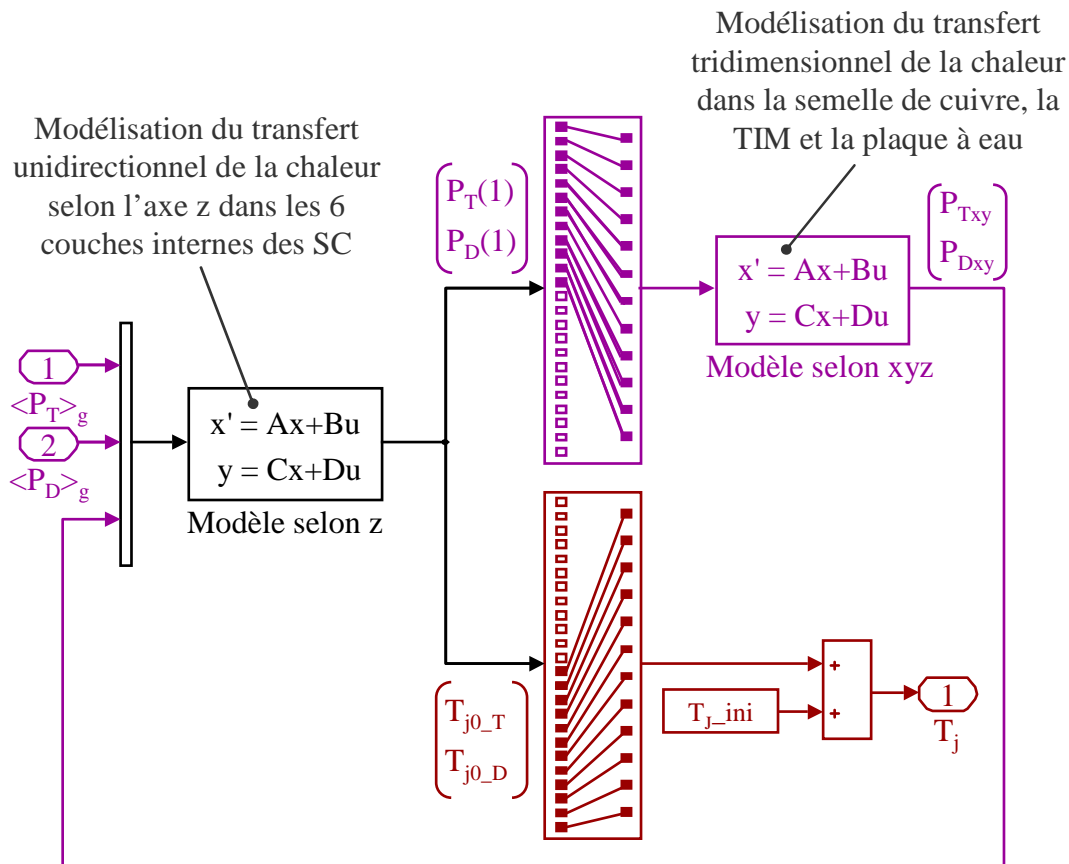 Modélisation du transfert
tridimensionnel de la chaleur
dans la semelle de cuivre, la
TIM et la plaque à eau
Modélisation du transfert
unidirectionnel de la chaleur
selon l'axe z dans les 6
couches internes des SC
P_T(1)
P_D(1)
P_Txy
P_Dxy
x' = Ax+Bu
y = Cx+Du
Modèle selon xyz
1
<P_T>_g
2
<P_D>_g
x' = Ax+Bu
y = Cx+Du
Modèle selon z
T_j0_T
T_j0_D
T_J_ini
+
+
1
T_j